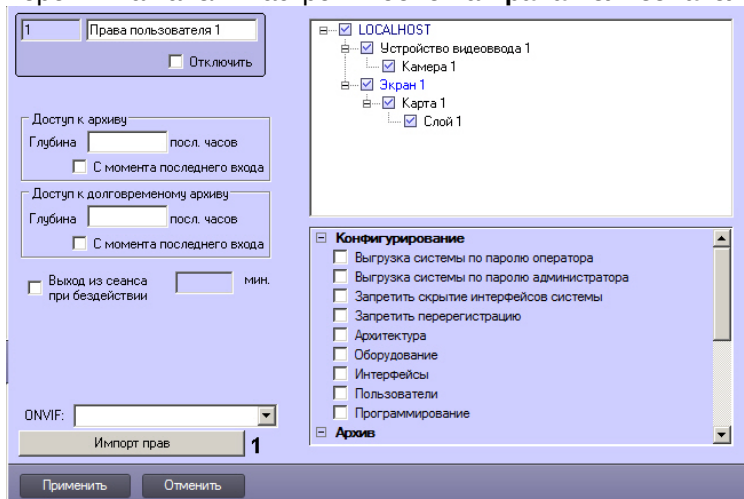 1
Права пользователя 1
Отключить
Доступ к архиву
Глубина посл. часов
С момента последнего входа
Доступ к долговременому архиву
Глубина посл. часов
С момента последнего входа
Выход из сеанса мин.
при бездействии
ONVIF:
Импорт прав 1
LOCALHOST
Устройство видеоввода 1
Камера 1
Экран 1
Карта 1
Слой 1
Конфигурирование
Выгрузка системы по паролю оператора
Выгрузка системы по паролю администратора
Запретить скрытие интерфейсов системы
Запретить перерегистрацию
Архитектура
Оборудование
Интерфейсы
Пользователи
Программирование
Архив
Применить Отменить